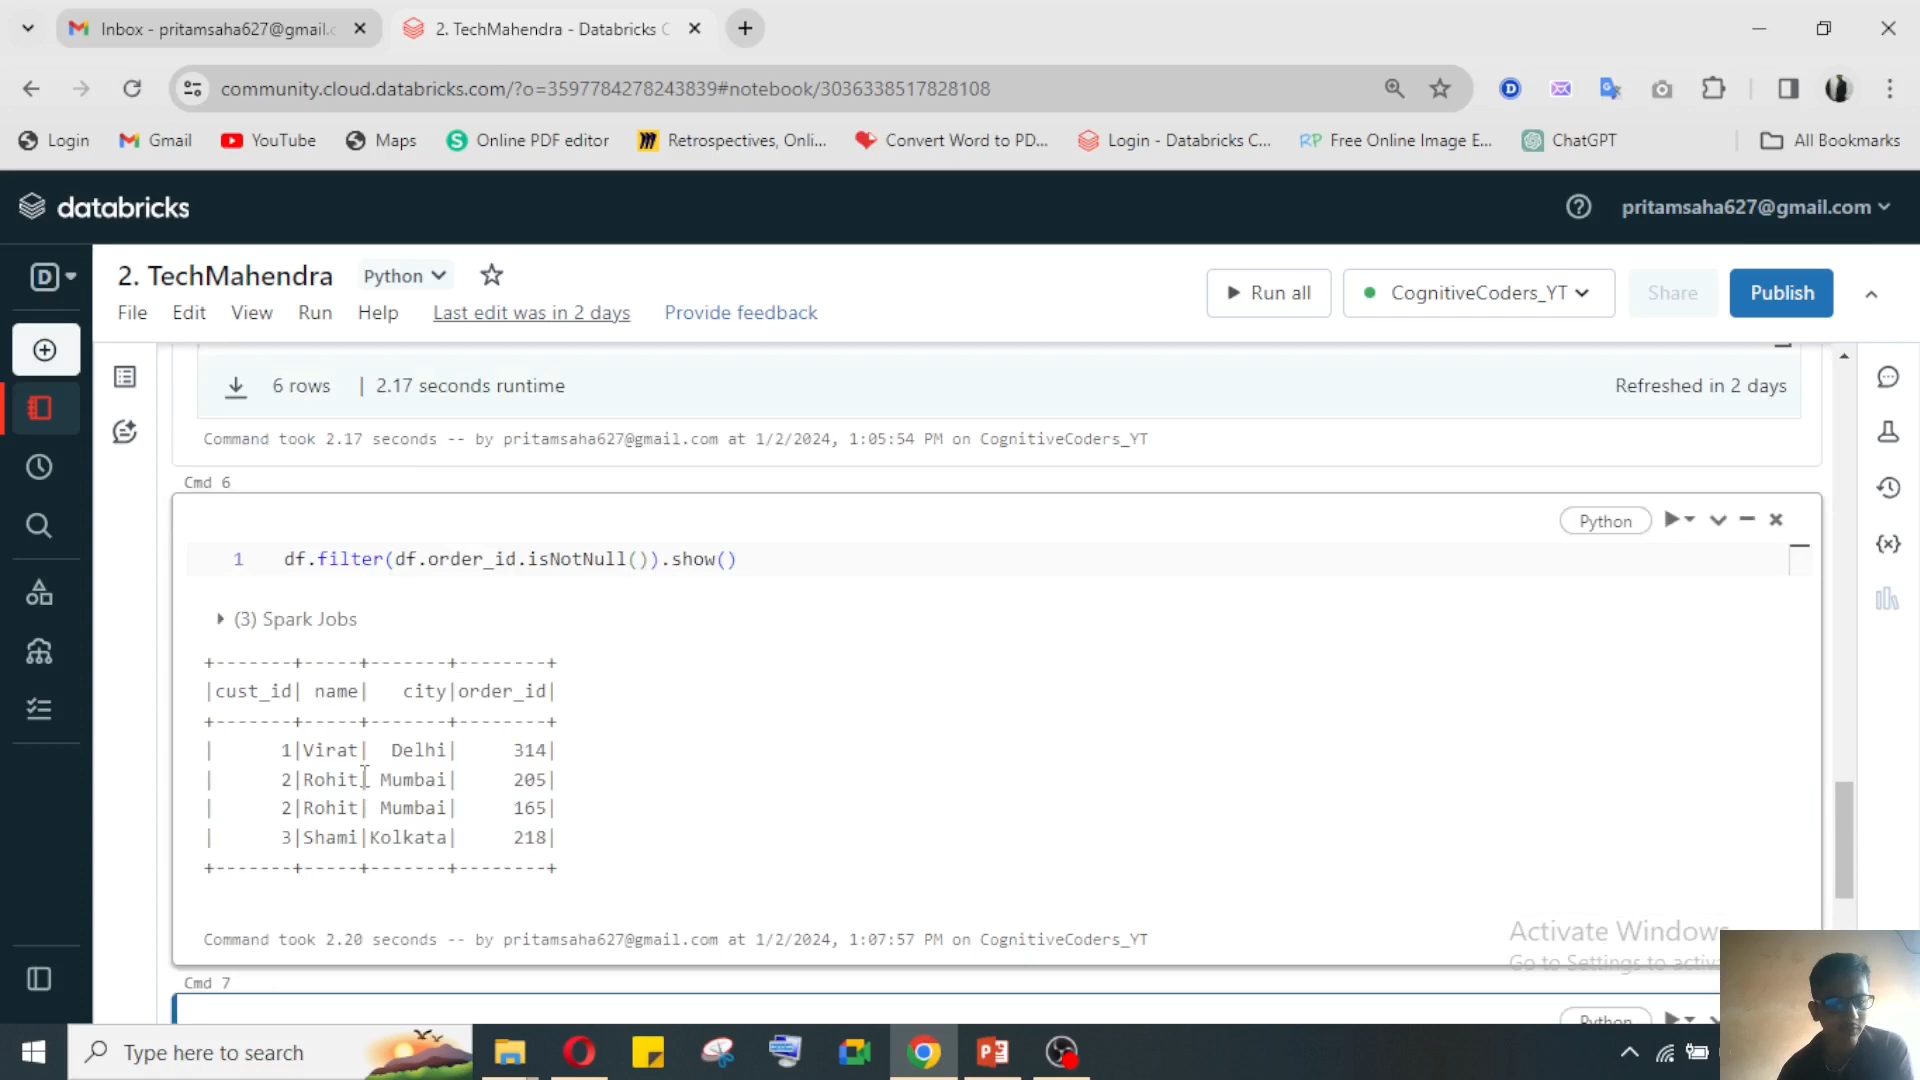 Inbox - pritamsaha627@gmail.c
2. TechMahendra - Databricks C
community.cloud.databricks.com/?o=3597784278243839#notebook/3036338517828108
Login
Gmail
YouTube
Maps
Online PDF editor
Retrospectives, Onli...
Convert Word to PD...
Login - Databricks C...
Free Online Image E...
ChatGPT
All Bookmarks
databricks
pritamsaha627@gmail.com
D
2. TechMahendra
Python
File
Edit
View
Run
Help
Last edit was in 2 days
Provide feedback
Run all
CognitiveCoders_YT
Share
Publish
6 rows | 2.17 seconds runtime
Refreshed in 2 days
Command took 2.17 seconds -- by pritamsaha627@gmail.com at 1/2/2024, 1:05:54 PM on CognitiveCoders_YT
Cmd 6
Python
1 df.filter(df.order_id.isNotNull()).show()
(3) Spark Jobs
+-------+-----+-------+--------+
|cust_id| name|   city|order_id|
+-------+-----+-------+--------+
|      1|Virat|  Delhi|     314|
|      2|Rohit| Mumbai|     205|
|      2|Rohit| Mumbai|     165|
|      3|Shami|Kolkata|     218|
+-------+-----+-------+--------+
Command took 2.20 seconds -- by pritamsaha627@gmail.com at 1/2/2024, 1:07:57 PM on CognitiveCoders_YT
Activate Windows
Go to Settings to activ
Cmd 7
Python
Type here to search